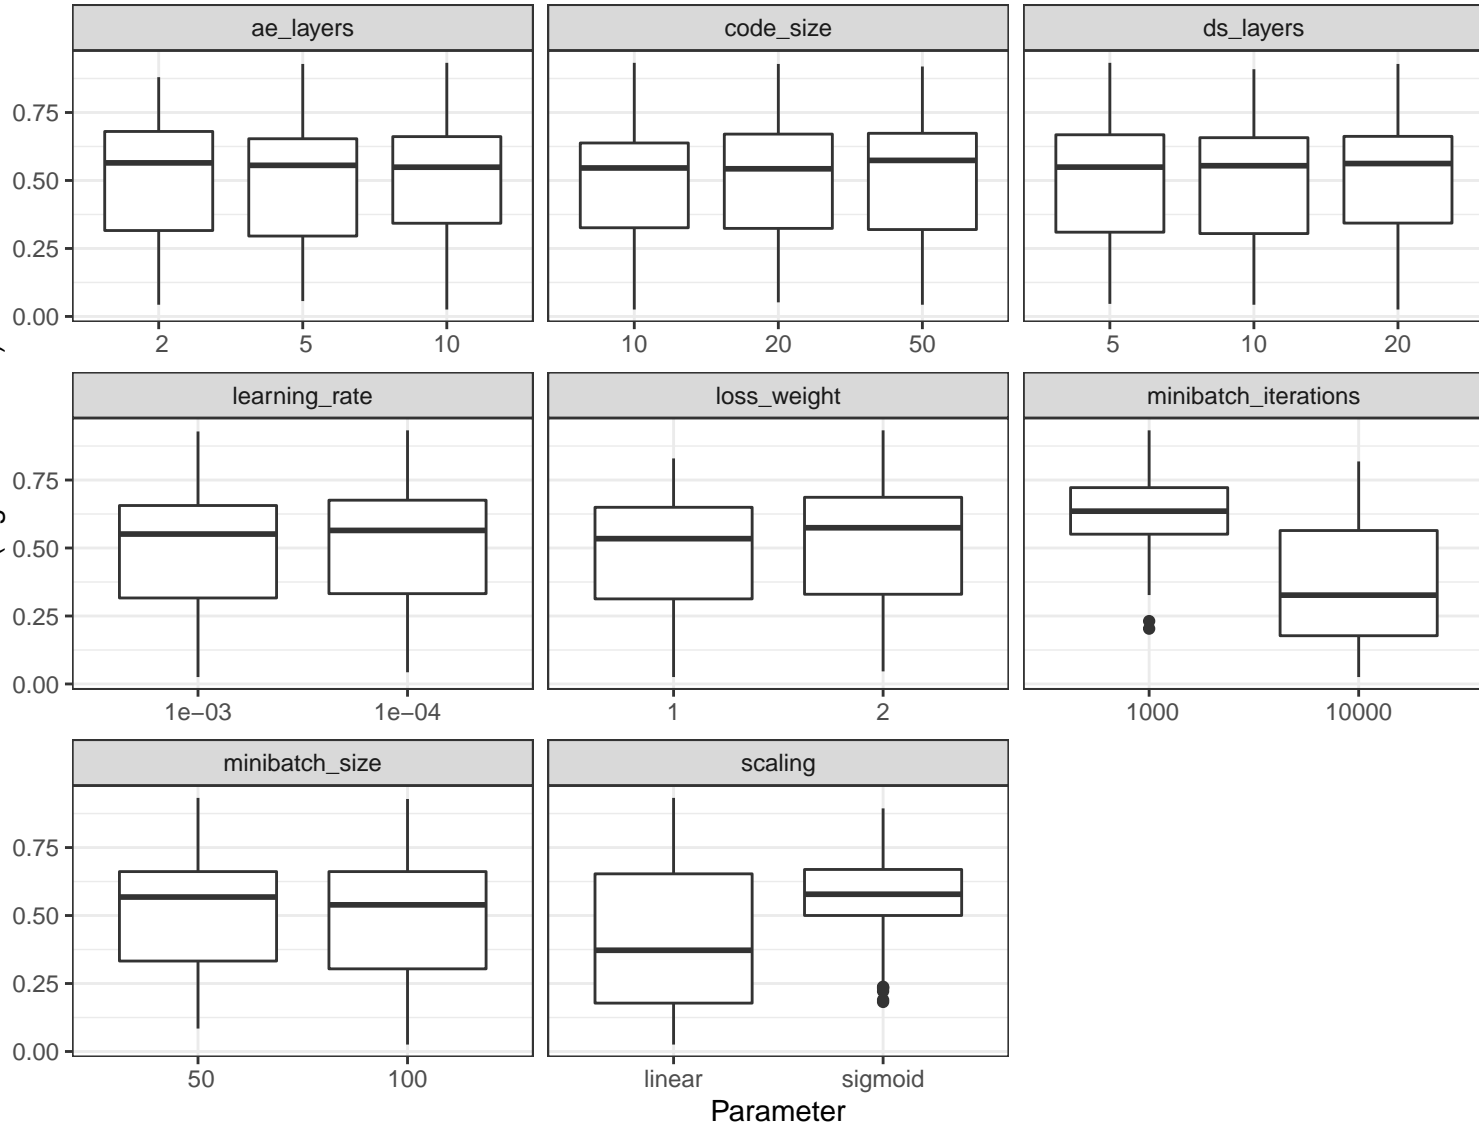 ae_layers code_size ds_layers
0.75
0.50
0.25
0.00
2 5 10 10 20 50 5 10 20
learning_rate loss_weight minibatch_iterations
0.75
0.50
0.25
0.00
1e−03 1e−04 1 2 1000 10000
minibatch_size scaling
0.75
0.50
0.25
0.00
50 100 linear sigmoid
Parameter